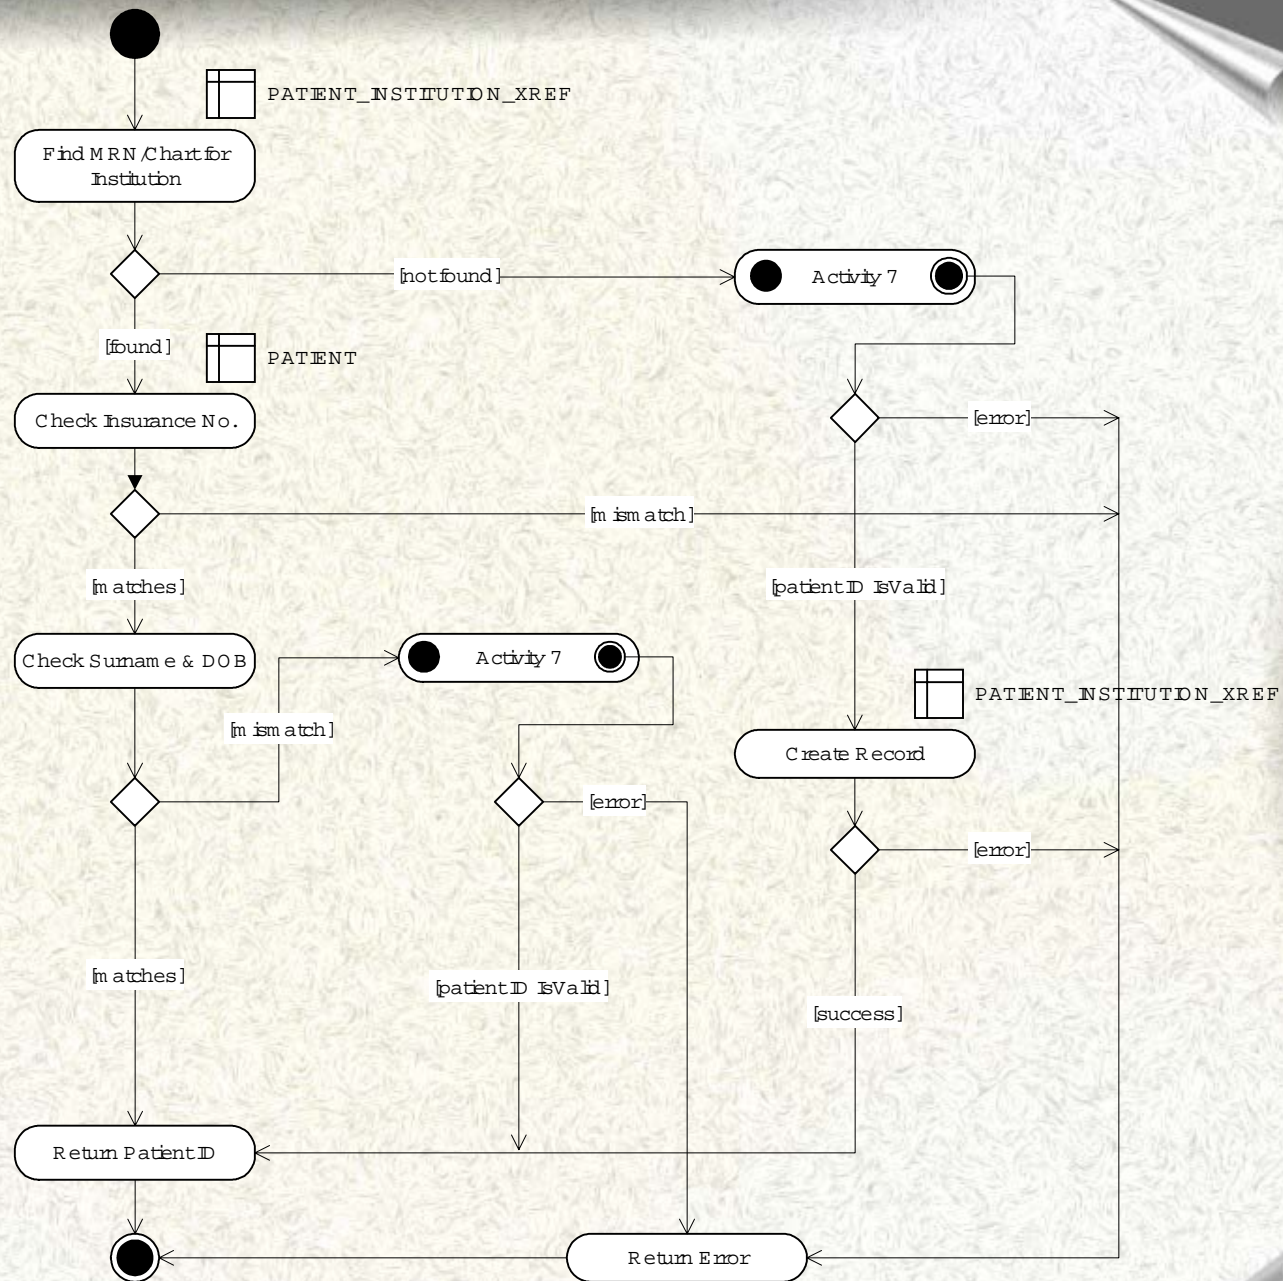 PATIENT_INSTITUTION_XREF
Find MRN/Chart for
Institution
[not found]
Activity 7
[found]
PATIENT
Check Insurance No.
[error]
[mismatch]
[matches]
[patientID IsValid]
Check Surname & DOB
Activity 7
PATIENT_INSTITUTION_XREF
[mismatch]
Create Record
[error]
[error]
[matches]
[patientID IsValid]
[success]
Return PatientID
Return Error